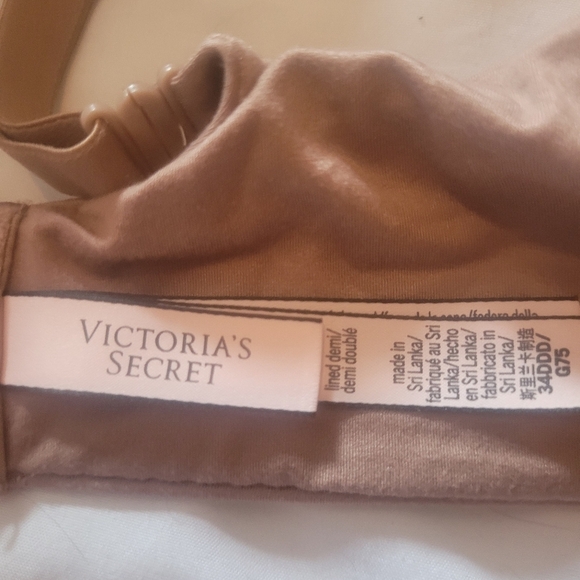 VICTORIA'S
SECRET
lined demi/
demi doublé
made in
Sri Lanka/
fabriqué au Sri
Lanka/hecho
en Sri Lanka/
fabbricato in
Sri Lanka/
斯里兰卡制造
34DDD/
G75